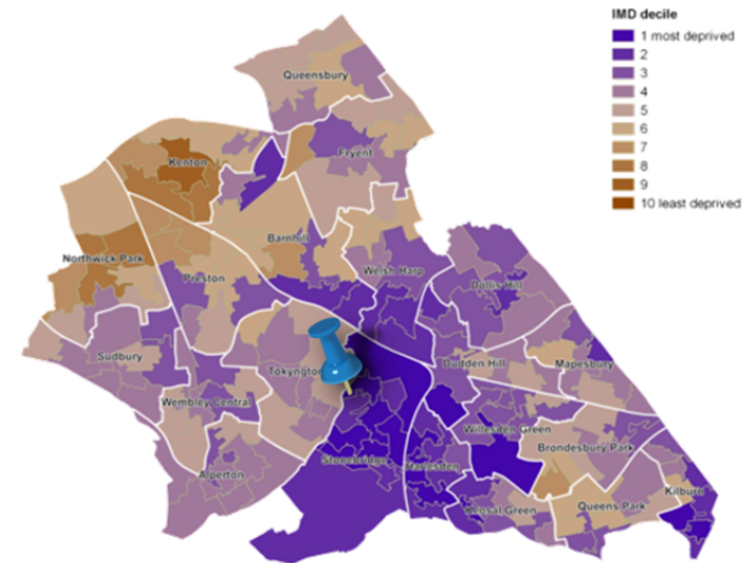 IMD decile
1 most deprived
2
3
4
5
6
7
8
9
10 least deprived
Queensbury
Fryent
Kenton
Barnhill
Northwick Park
Welsh Harp
Preston
Dollis Hill
Sudbury
Dudden Hill
Mapesbury
Tokyngton
Wembley Central
Willesden Green
Brondesbury Park
Stonebridge
Harlesden
Alperton
Kilburn
Queens Park
Kensal Green